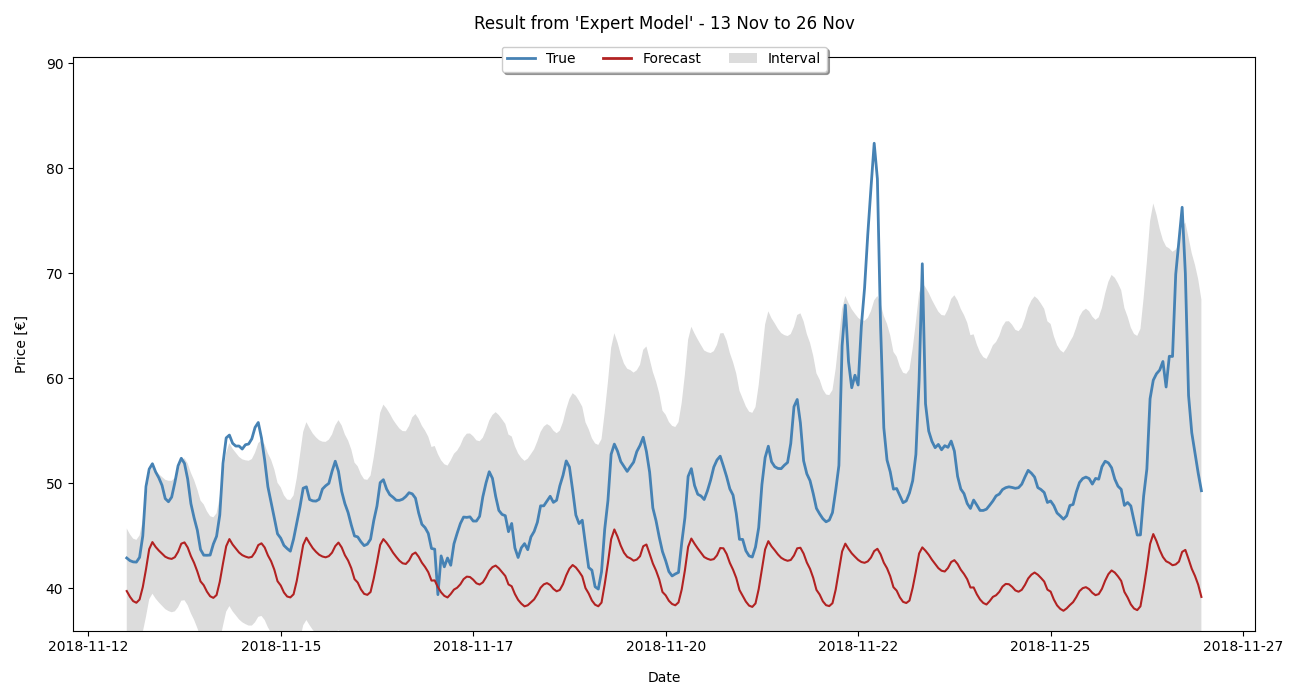 Result from 'Expert Model' - 13 Nov to 26 Nov
True Forecast Interval
90
80
70
60
50
40
Price [€]
2018-11-12 2018-11-15 2018-11-17 2018-11-20 2018-11-22 2018-11-25 2018-11-27
Date